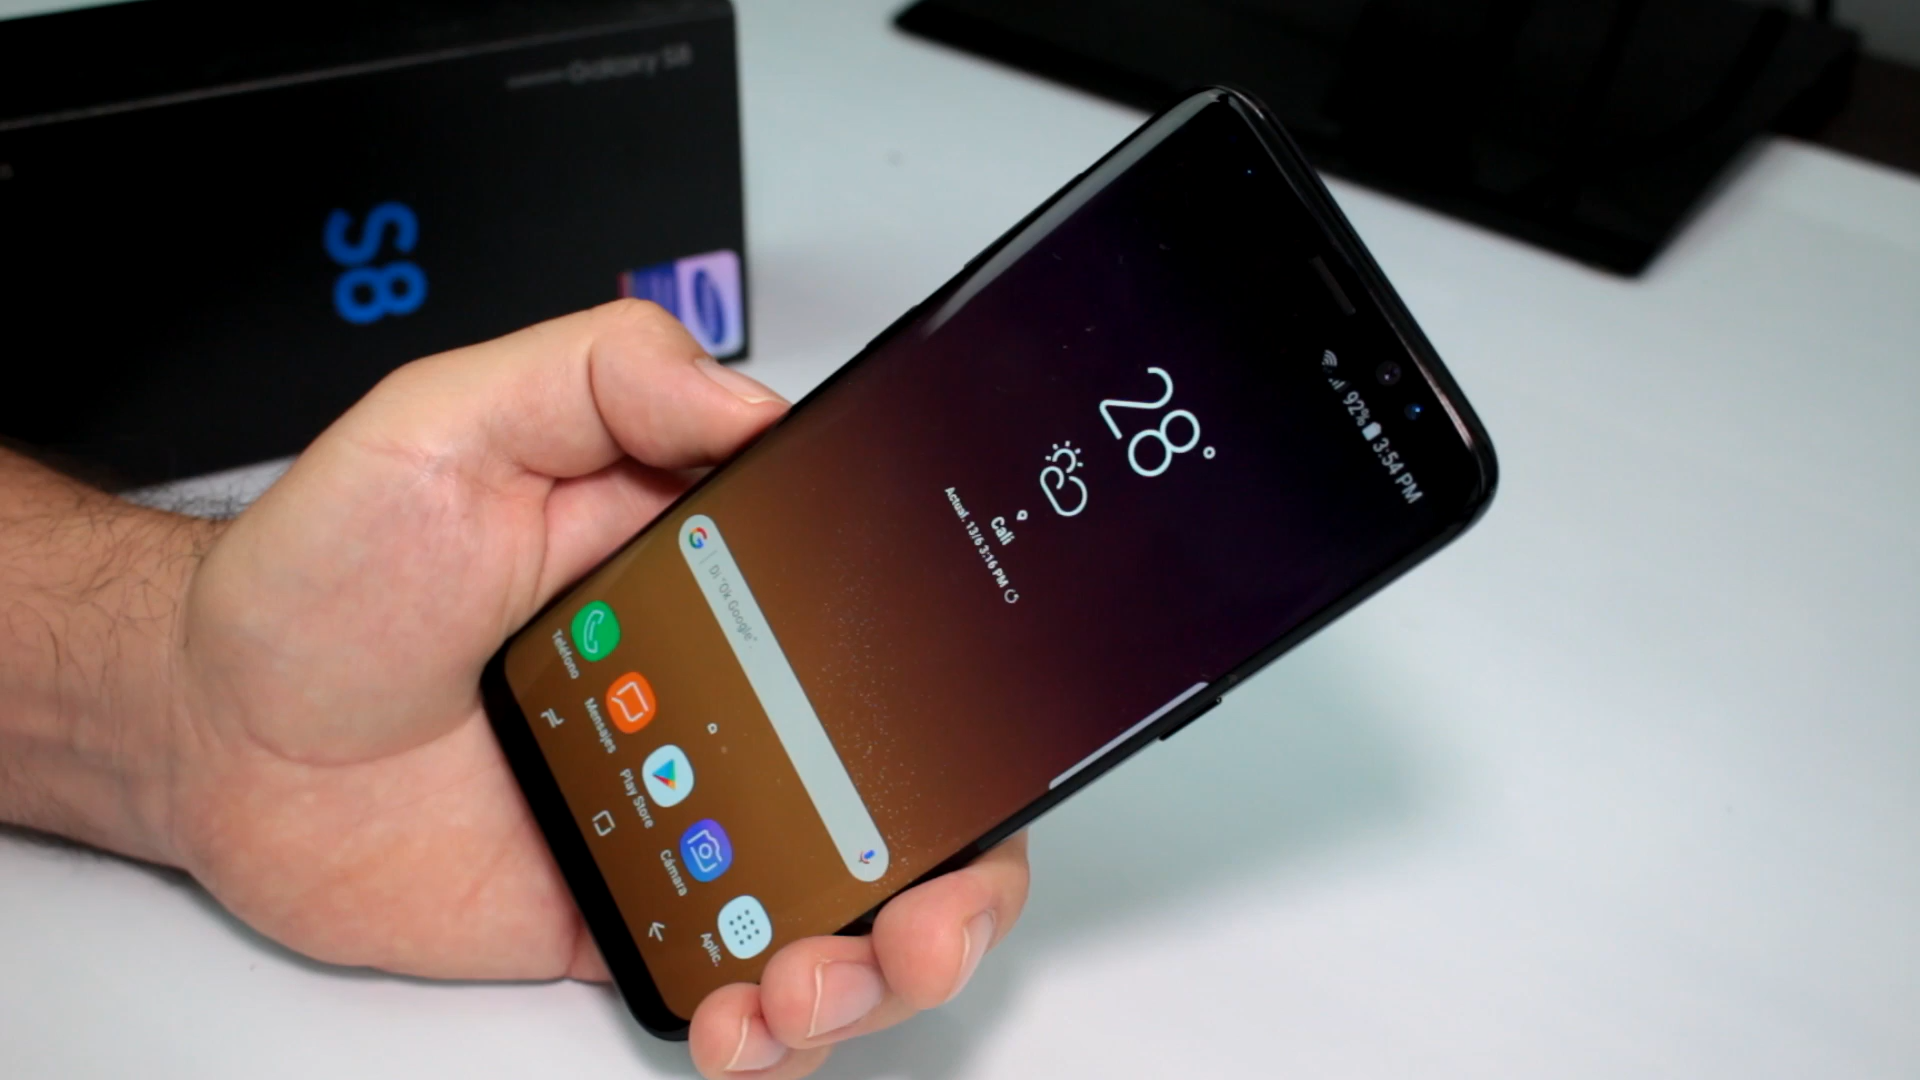 Galaxy S8
S8
92% 3:54 PM
28°
Cali
Actual. 13/6 3:16 PM
Di "Ok Google"
Teléfono
Mensajes
Play Store
Cámara
Aplic.